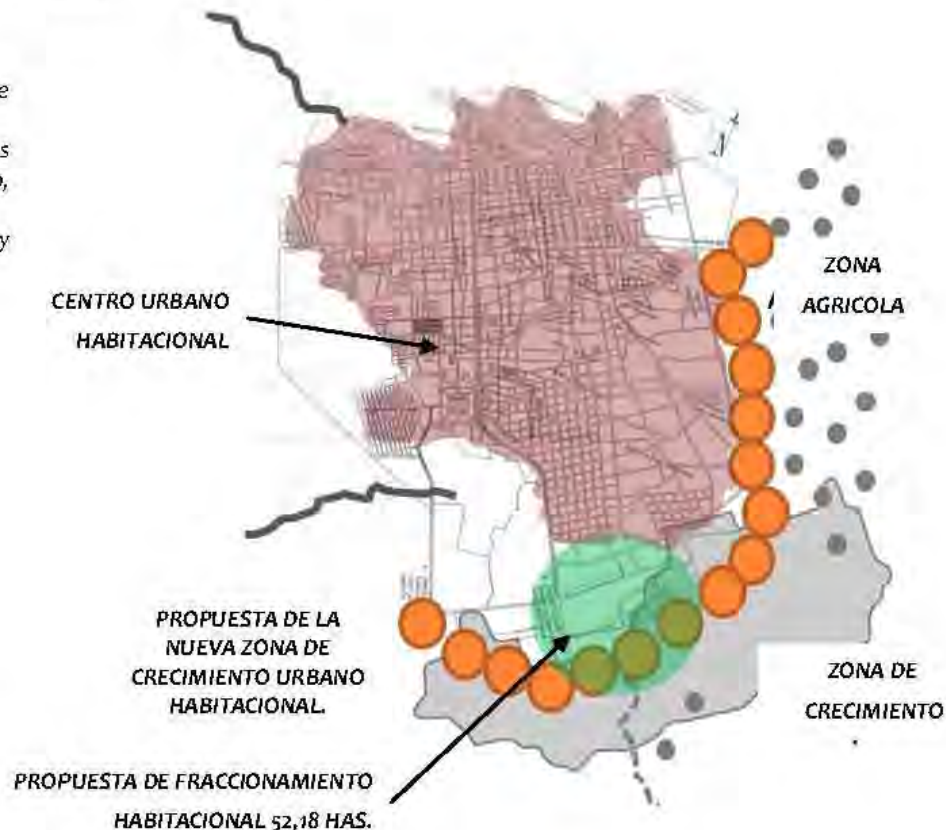 e
s
o,
y
CENTRO URBANO
HABITACIONAL
ZONA
AGRICOLA
PROPUESTA DE LA
NUEVA ZONA DE
CRECIMIENTO URBANO
HABITACIONAL.
ZONA DE
CRECIMIENTO
PROPUESTA DE FRACCIONAMIENTO
HABITACIONAL 52,18 HAS.